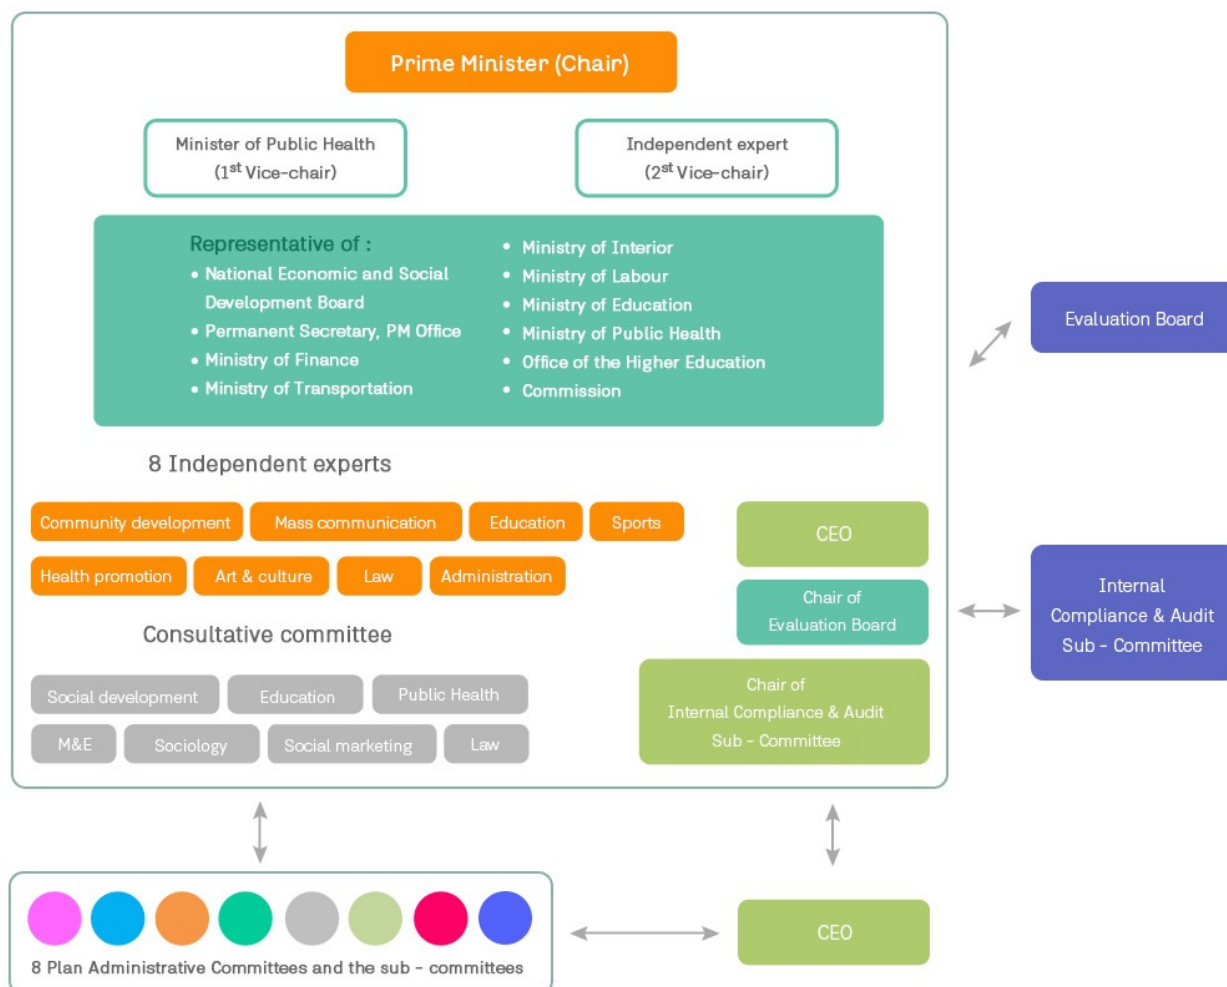 Prime Minister (Chair)
Minister of Public Health
(1st Vice-chair)
Independent expert
(2st Vice-chair)
Representative of :
• National Economic and Social
Development Board
• Permanent Secretary, PM Office
• Ministry of Finance
• Ministry of Transportation
• Ministry of Interior
• Ministry of Labour
• Ministry of Education
• Ministry of Public Health
• Office of the Higher Education
• Commission
Evaluation Board
8 Independent experts
Community development
Mass communication
Education
Sports
Health promotion
Art & culture
Law
Administration
CEO
Chair of
Evaluation Board
Internal
Compliance & Audit
Sub - Committee
Consultative committee
Social development
Education
Public Health
M&E
Sociology
Social marketing
Law
Chair of
Internal Compliance & Audit
Sub - Committee
8 Plan Administrative Committees and the sub - committees
CEO